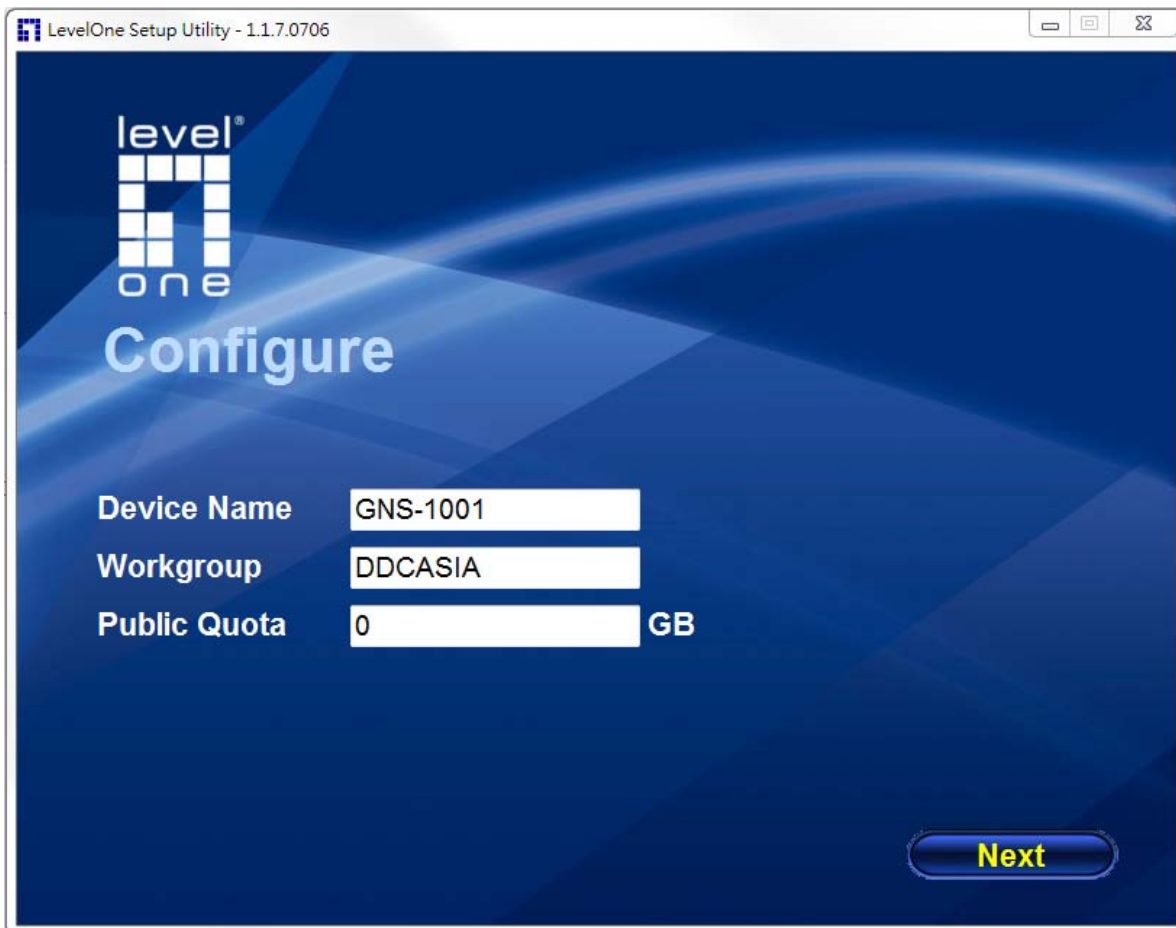 LevelOne Setup Utility - 1.1.7.0706
level®
one
Configure
Device Name GNS-1001
Workgroup DDCASIA
Public Quota 0 GB
Next